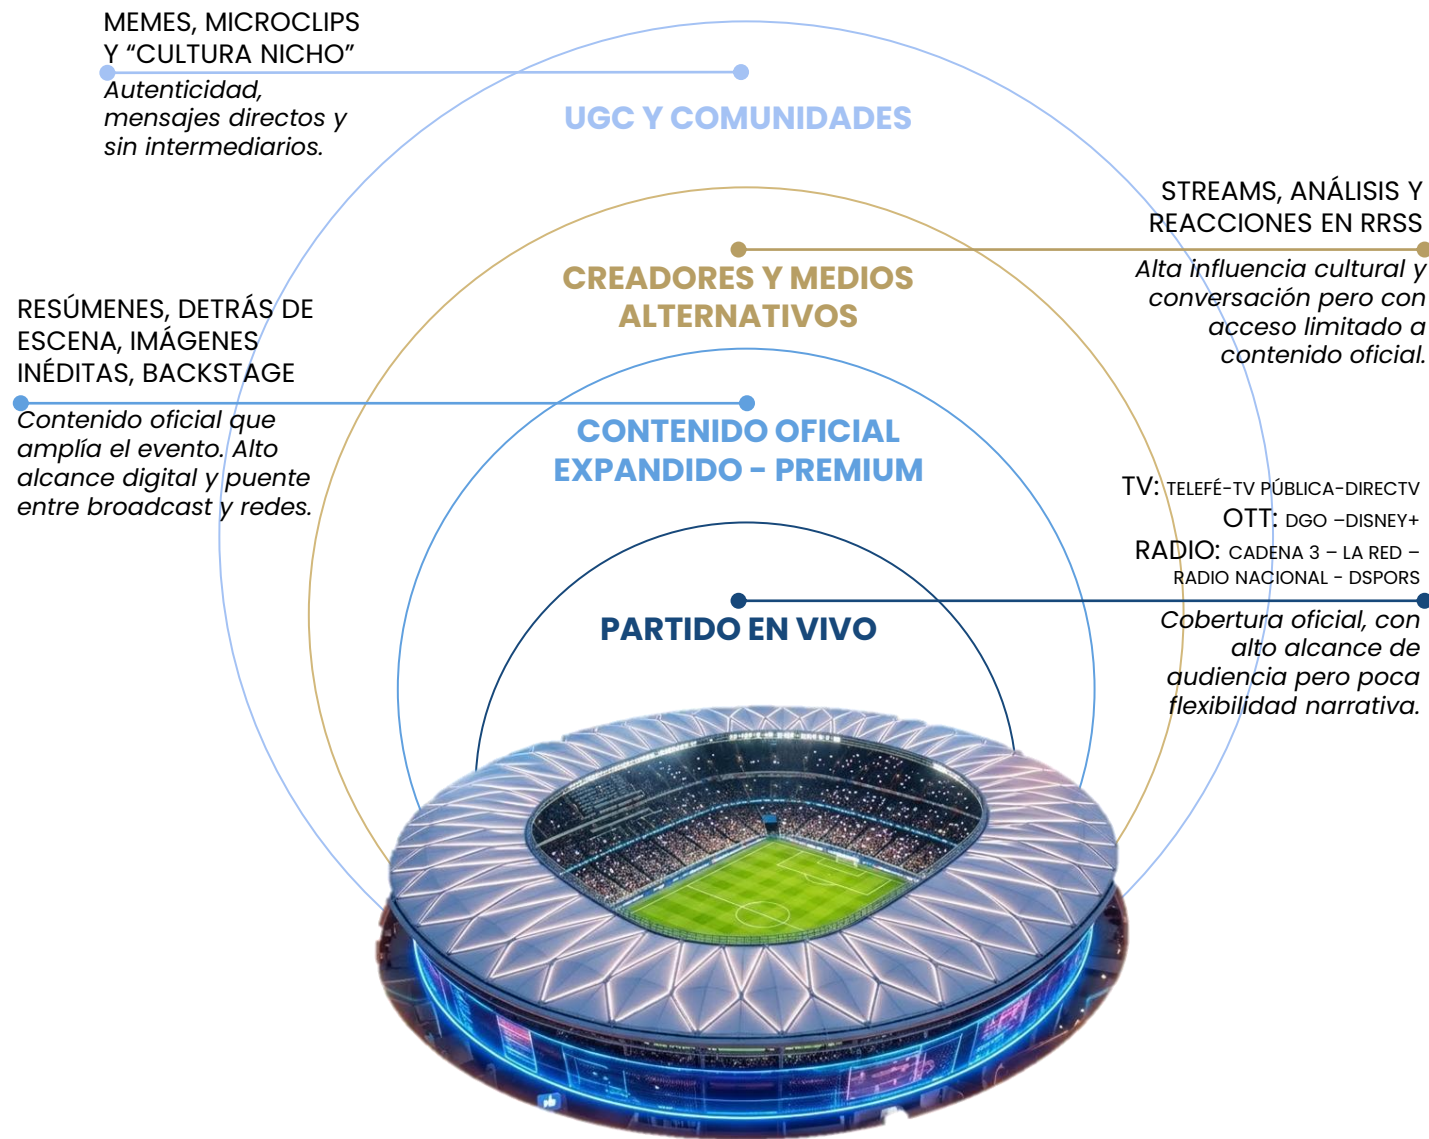 MEMES, MICROCLIPS
Y “CULTURA NICHO”
Autenticidad,
mensajes directos y
sin intermediarios.
UGC Y COMUNIDADES
STREAMS, ANÁLISIS Y
REACCIONES EN RRSS
Alta influencia cultural y
conversación pero con
acceso limitado a
contenido oficial.
CREADORES Y MEDIOS
ALTERNATIVOS
RESÚMENES, DETRÁS DE
ESCENA, IMÁGENES
INÉDITAS, BACKSTAGE
Contenido oficial que
amplía el evento. Alto
alcance digital y puente
entre broadcast y redes.
CONTENIDO OFICIAL
EXPANDIDO - PREMIUM
TV: TELEFÉ-TV PÚBLICA-DIRECTV
OTT: DGO –DISNEY+
RADIO: CADENA 3 – LA RED –
RADIO NACIONAL - DSPORS
Cobertura oficial, con
alto alcance de
audiencia pero poca
flexibilidad narrativa.
PARTIDO EN VIVO